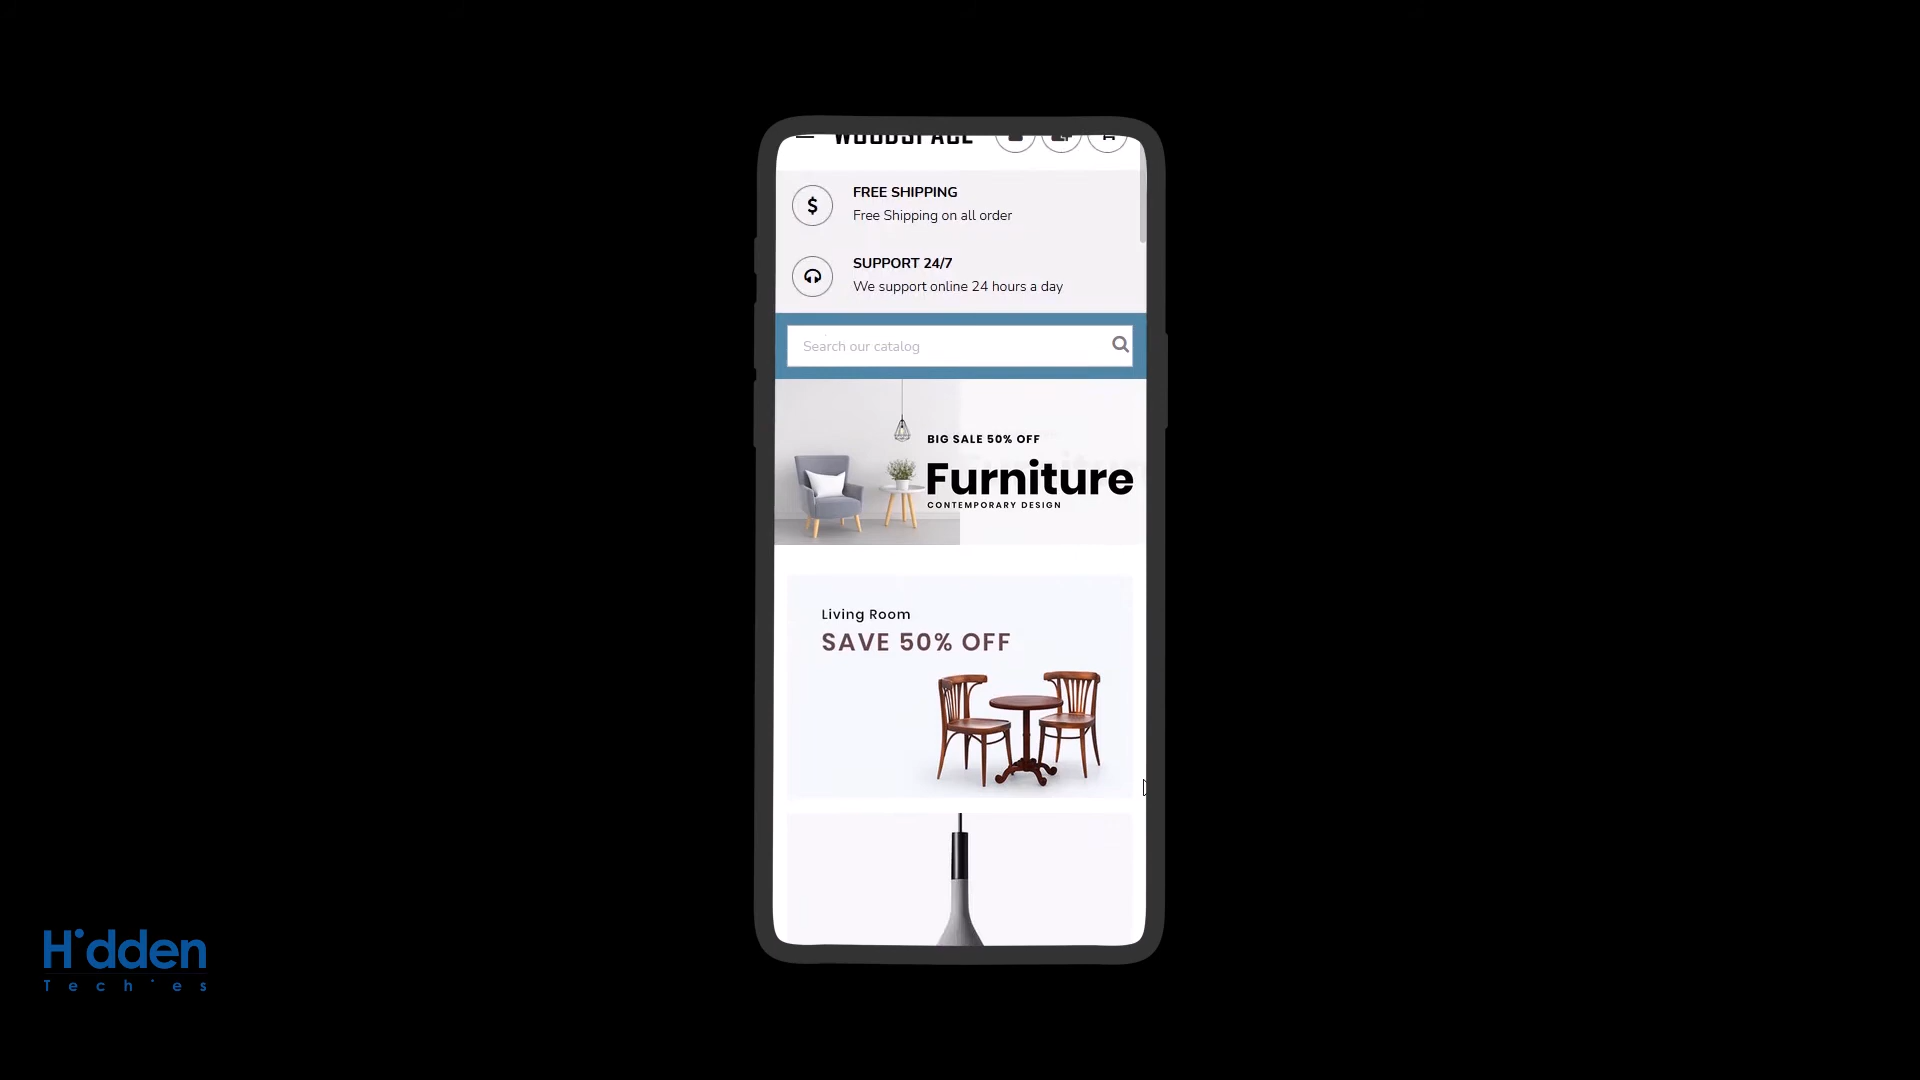 WOODSPACE
FREE SHIPPING
Free Shipping on all order
SUPPORT 24/7
We support online 24 hours a day
Search our catalog
BIG SALE 50% OFF
Furniture
CONTEMPORARY DESIGN
Living Room
SAVE 50% OFF
Hidden
Techies